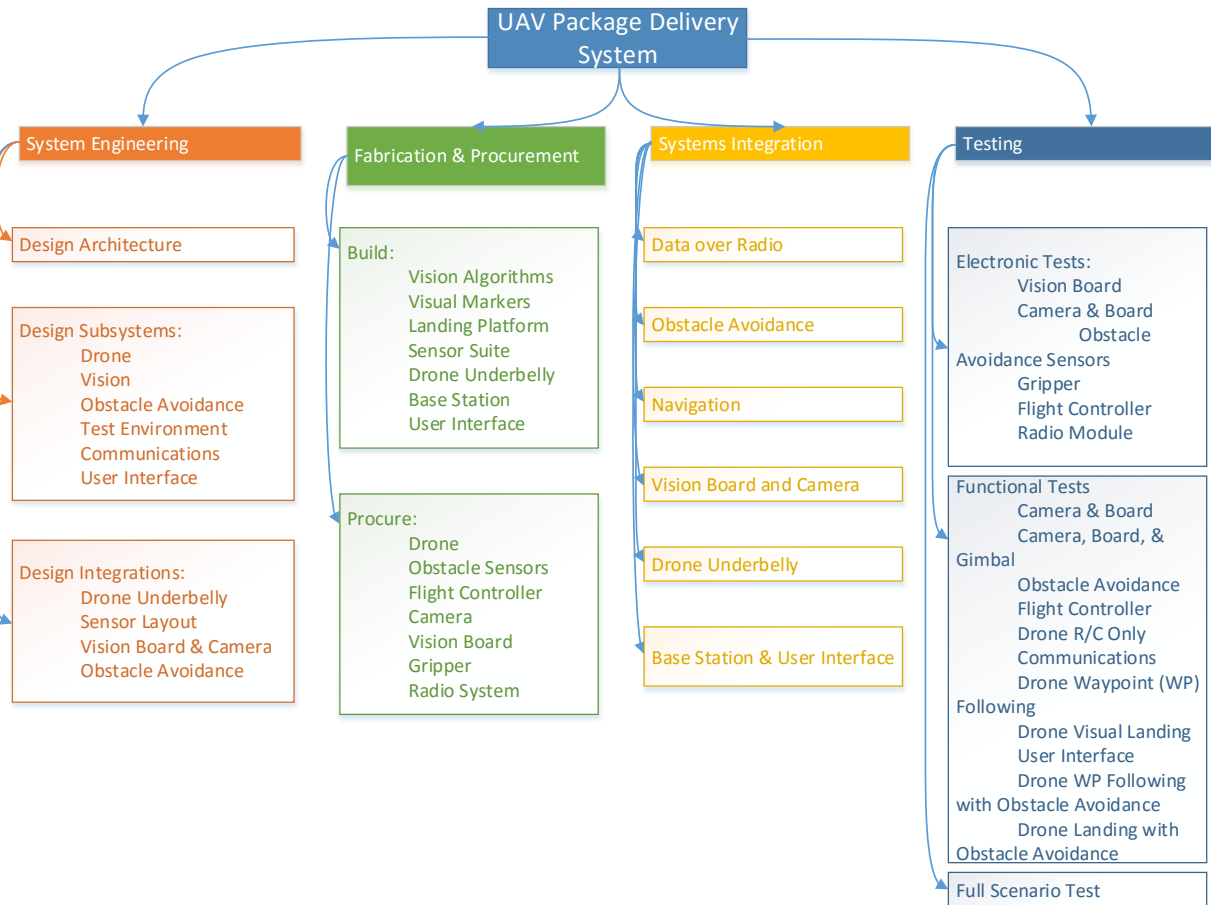 UAV Package Delivery
System
System Engineering
Design Architecture
Design Subsystems:
Drone
Vision
Obstacle Avoidance
Test Environment
Communications
User Interface
Design Integrations:
Drone Underbelly
Sensor Layout
Vision Board & Camera
Obstacle Avoidance
Fabrication & Procurement
Build:
Vision Algorithms
Visual Markers
Landing Platform
Sensor Suite
Drone Underbelly
Base Station
User Interface
Procure:
Drone
Obstacle Sensors
Flight Controller
Camera
Vision Board
Gripper
Radio System
Systems Integration
Data over Radio
Obstacle Avoidance
Navigation
Vision Board and Camera
Drone Underbelly
Base Station & User Interface
Testing
Electronic Tests:
Vision Board
Camera & Board
Obstacle
Avoidance Sensors
Gripper
Flight Controller
Radio Module
Functional Tests
Camera & Board
Camera, Board, &
Gimbal
Obstacle Avoidance
Flight Controller
Drone R/C Only
Communications
Drone Waypoint (WP)
Following
Drone Visual Landing
User Interface
Drone WP Following
with Obstacle Avoidance
Drone Landing with
Obstacle Avoidance
Full Scenario Test